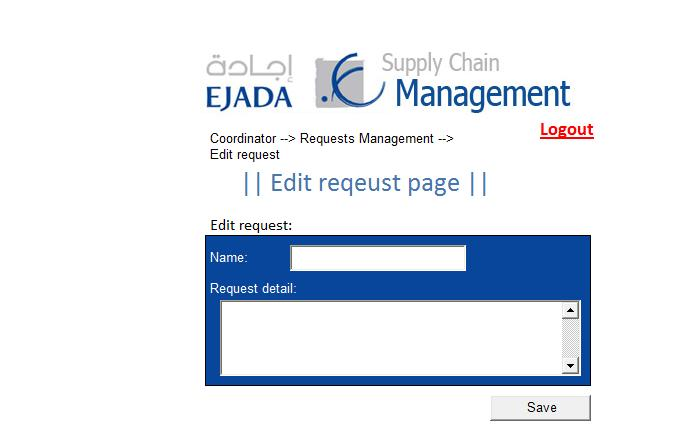 إجادة
EJADA
Supply Chain
Management
Logout
Coordinator --> Requests Management -->
Edit request
|| Edit reqeust page ||
Edit request:
Name:
Request detail:
Save